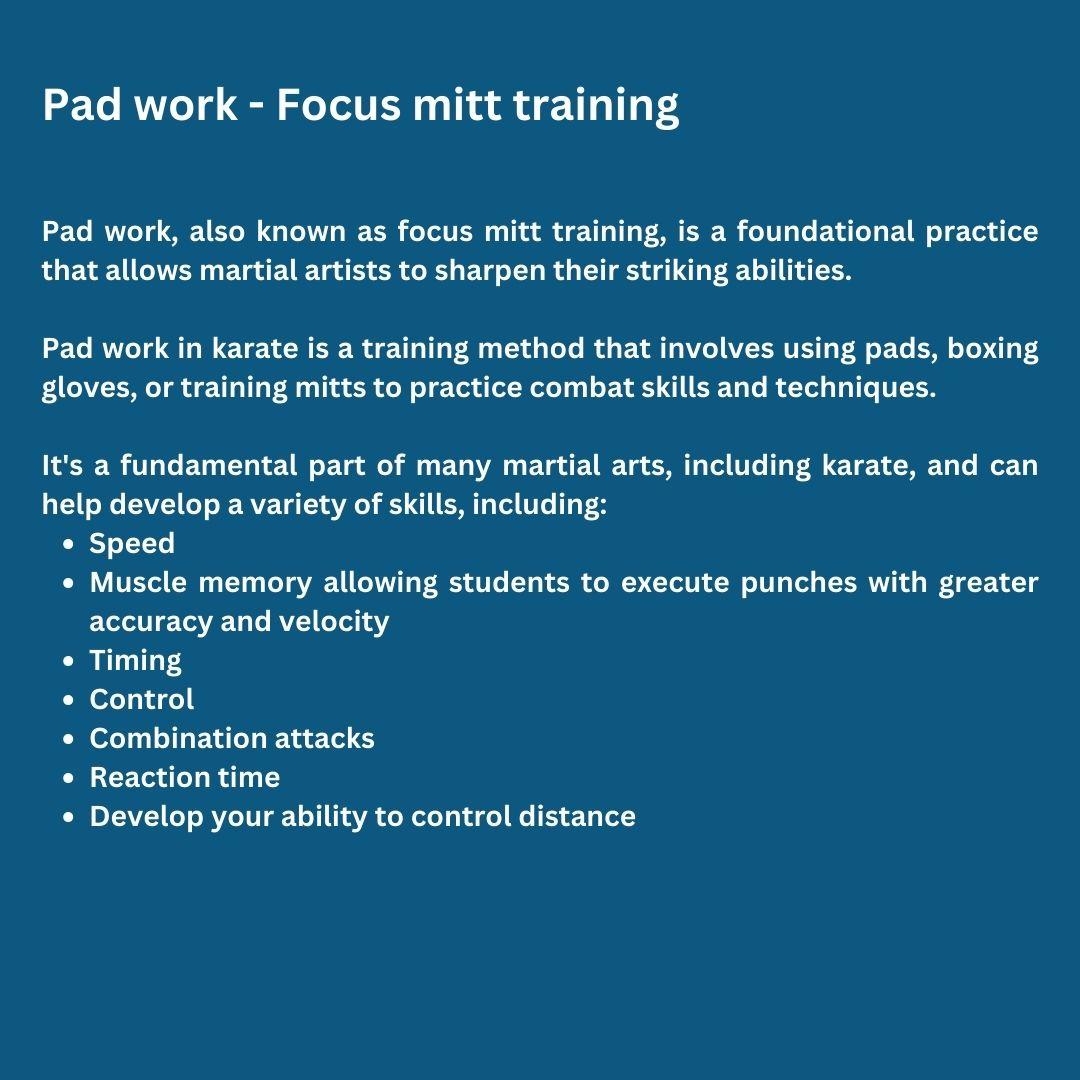 Pad work - Focus mitt training
Pad work, also known as focus mitt training, is a foundational practice
that allows martial artists to sharpen their striking abilities.
Pad work in karate is a training method that involves using pads, boxing
gloves, or training mitts to practice combat skills and techniques.
It's a fundamental part of many martial arts, including karate, and can
help develop a variety of skills, including:
• Speed
• Muscle memory allowing students to execute punches with greater
accuracy and velocity
• Timing
• Control
• Combination attacks
• Reaction time
• Develop your ability to control distance